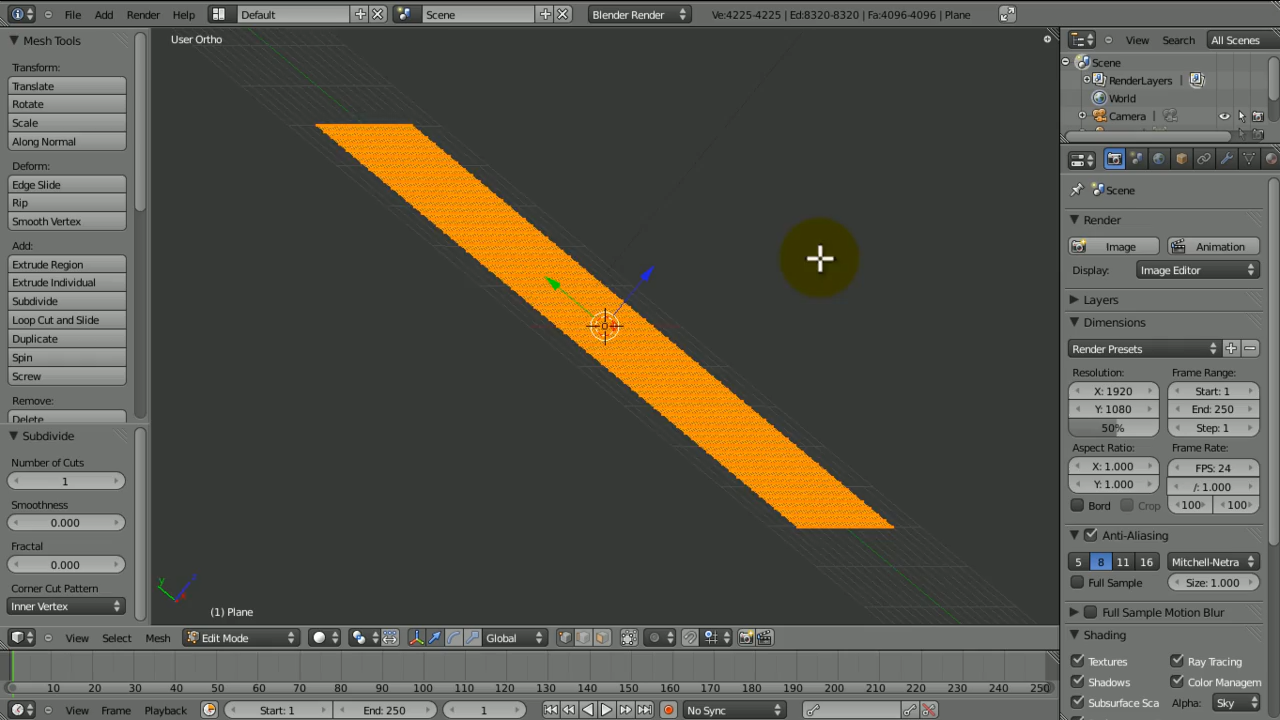 File Add Render Help Default Scene Blender Render Ve:4225-4225 | Ed:8320-8320 | Fa:4096-4096 | Plane
Mesh Tools
Transform:
Translate
Rotate
Scale
Along Normal
Deform:
Edge Slide
Rip
Smooth Vertex
Add:
Extrude Region
Extrude Individual
Subdivide
Loop Cut and Slide
Duplicate
Spin
Screw
Remove:
Delete
Subdivide
Number of Cuts
1
Smoothness
0.000
Fractal
0.000
Corner Cut Pattern
Inner Vertex
User Ortho
y
(1) Plane
View Select Mesh Edit Mode Global
10 20 30 40 50 60 70 80 90 100 110 120 130 140 150 160 170 180 190 200 210 220 230 240 250
View Frame Playback Start: 1 End: 250 1 No Sync
View Search All Scenes
Scene
RenderLayers |
World
Camera |
Scene
Render
Image Animation
Display: Image Editor
Layers
Dimensions
Render Presets
Resolution: Frame Range:
X: 1920 Start: 1
Y: 1080 End: 250
50% Step: 1
Aspect Ratio: Frame Rate:
X: 1.000 FPS: 24
Y: 1.000 /: 1.000
Bord Crop 100 100
Anti-Aliasing
5 8 11 16 Mitchell-Netra
Full Sample Size: 1.000
Full Sample Motion Blur
Shading
Textures Ray Tracing
Shadows Color Managem
Subsurface Sca Alpha: Sky